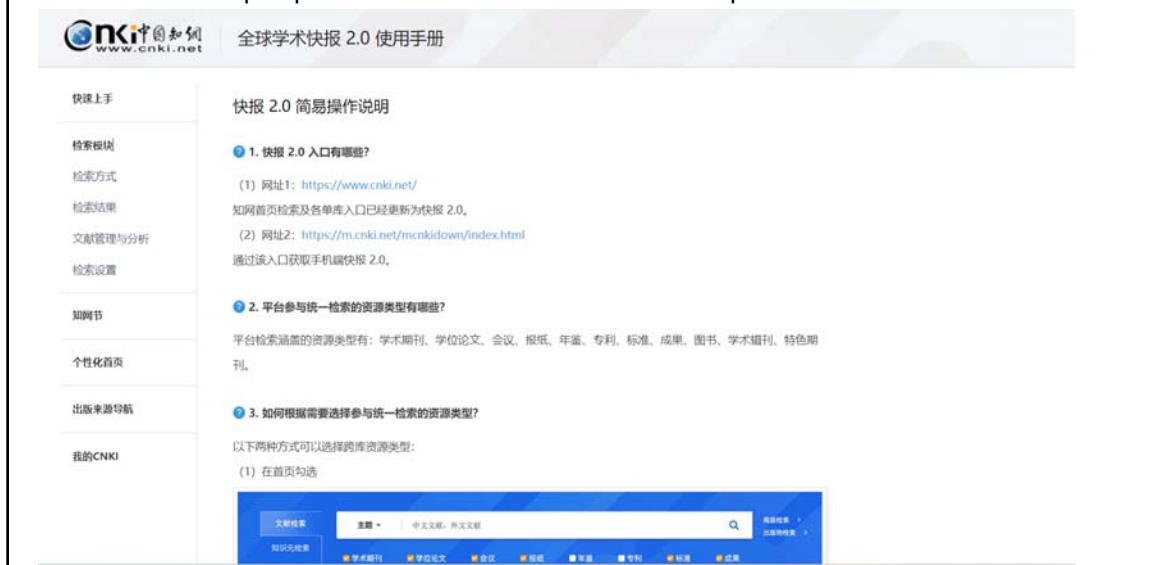 cnki中国知网
www.cnki.net
全球学术快报 2.0 使用手册
快速上手
检索模块
检索方式
检索结果
文献管理与分析
检索设置
知网节
个性化首页
出版来源导航
我的CNKI
快报 2.0 简易操作说明
1. 快报 2.0 入口有哪些?
（1）网址1：https://www.cnki.net/
知网首页检索及各单库入口已经更新为快报 2.0。
（2）网址2：https://m.cnki.net/mcnkidown/index.html
通过该入口获取手机端快报 2.0。
2. 平台参与统一检索的资源类型有哪些?
平台检索涵盖的资源类型有：学术期刊、学位论文、会议、报纸、年鉴、专利、标准、成果、图书、学术辑刊、特色期
刊。
3. 如何根据需要选择参与统一检索的资源类型?
以下两种方式可以选择跨库资源类型：
（1）在首页勾选
文献检索
主题
中文文献、外文文献
高级检索
出版物检索
知识元检索
学术期刊 学位论文 会议 报纸 年鉴 专利 标准 成果